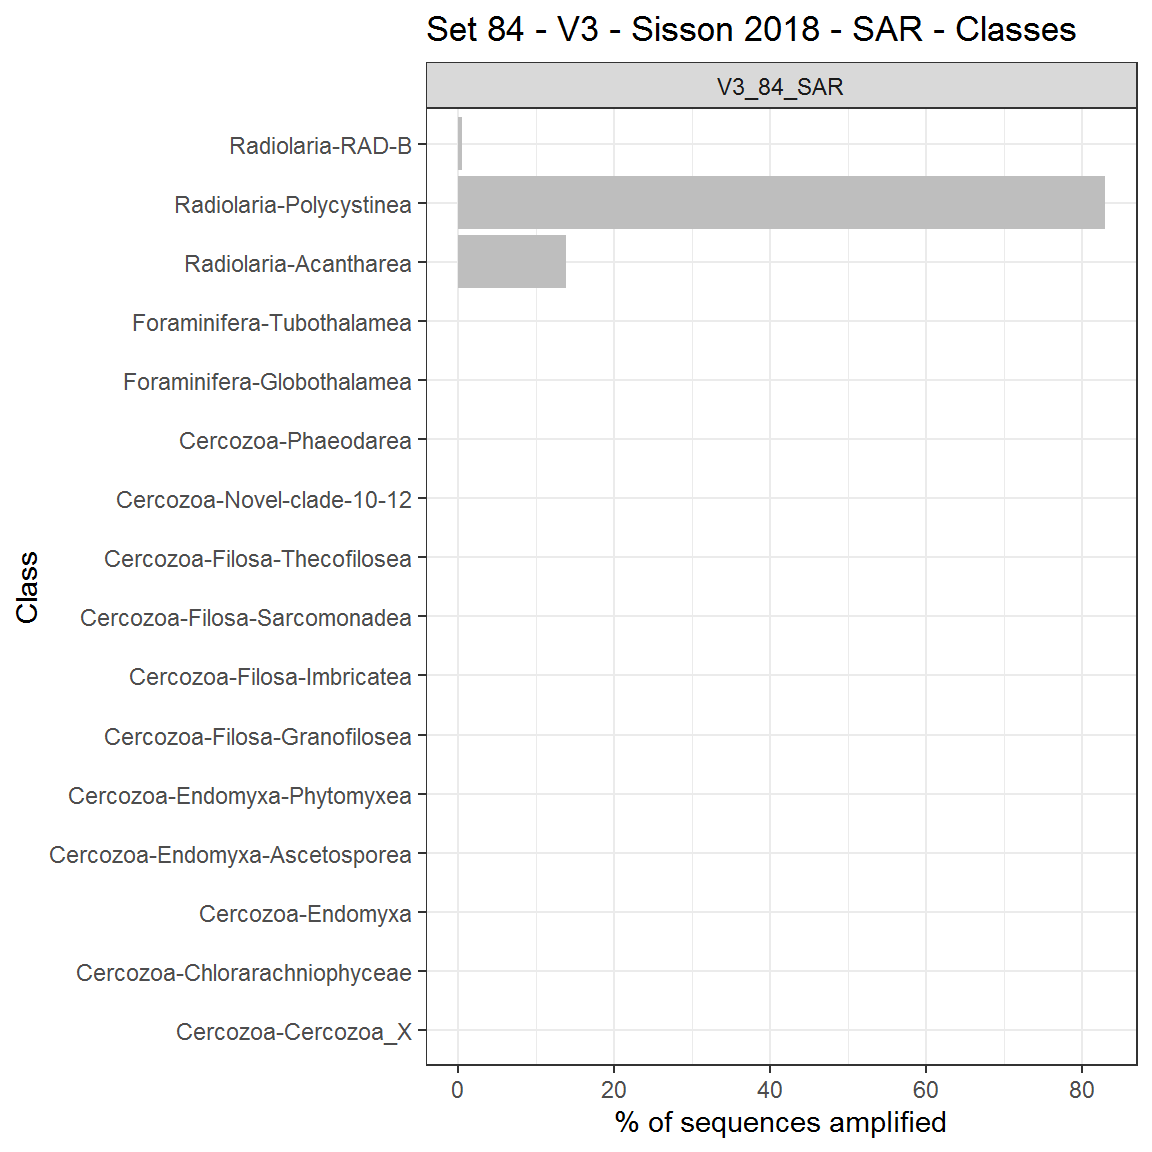 Set 84 - V3 - Sisson 2018 - SAR - Classes
V3_84_SAR
Radiolaria-RAD-B
Radiolaria-Polycystinea
Radiolaria-Acantharea
Foraminifera-Tubothalamea
Foraminifera-Globothalamea
Cercozoa-Phaeodarea
Cercozoa-Novel-clade-10-12
Cercozoa-Filosa-Thecofilosea
Cercozoa-Filosa-Sarcomonadea
Cercozoa-Filosa-Imbricatea
Cercozoa-Filosa-Granofilosea
Cercozoa-Endomyxa-Phytomyxea
Cercozoa-Endomyxa-Ascetosporea
Cercozoa-Endomyxa
Cercozoa-Chlorarachniophyceae
Cercozoa-Cercozoa_X
Class
0 20 40 60 80
% of sequences amplified